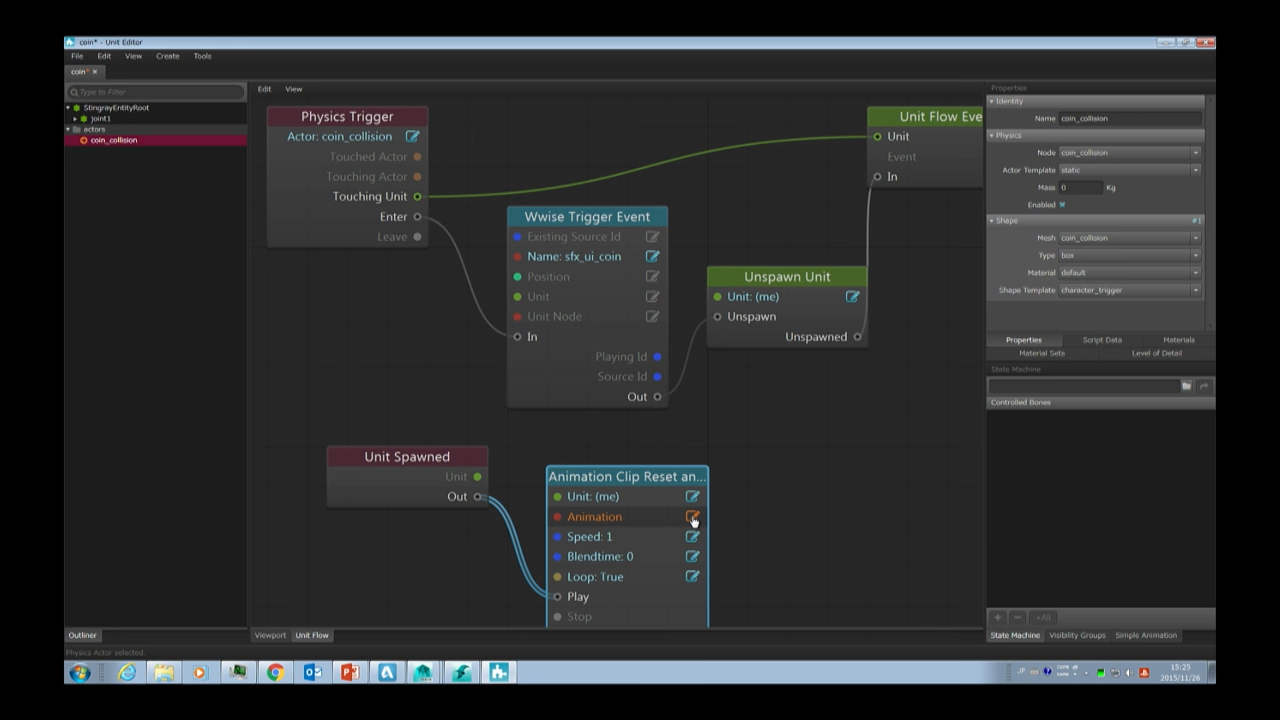 coin* - Unit Editor
File Edit View Create Tools
coin* ×
Type to Filter
StingrayEntityRoot
joint1
actors
coin_collision
Edit View
Physics Trigger
Actor: coin_collision
Touched Actor
Touching Actor
Touching Unit
Enter
Leave
Wwise Trigger Event
Existing Source Id
Name: sfx_ui_coin
Position
Unit
Unit Node
In
Playing Id
Source Id
Out
Unspawn Unit
Unit: (me)
Unspawn
Unspawned
Unit Flow Eve
Unit
Event
In
Unit Spawned
Unit
Out
Animation Clip Reset an...
Unit: (me)
Animation
Speed: 1
Blendtime: 0
Loop: True
Play
Stop
Properties
Identity
Name coin_collision
Physics
Node coin_collision
Actor Template static
Mass 0 Kg
Enabled
Shape #1
Mesh coin_collision
Type box
Material default
Shape Template character_trigger
Properties Script Data Materials
Material Sets Level of Detail
State Machine
Controlled Bones
+All
Outliner
Viewport Unit Flow
State Machine Visibility Groups Simple Animation
Physics Actor selected.
JP
15:25
2015/11/26